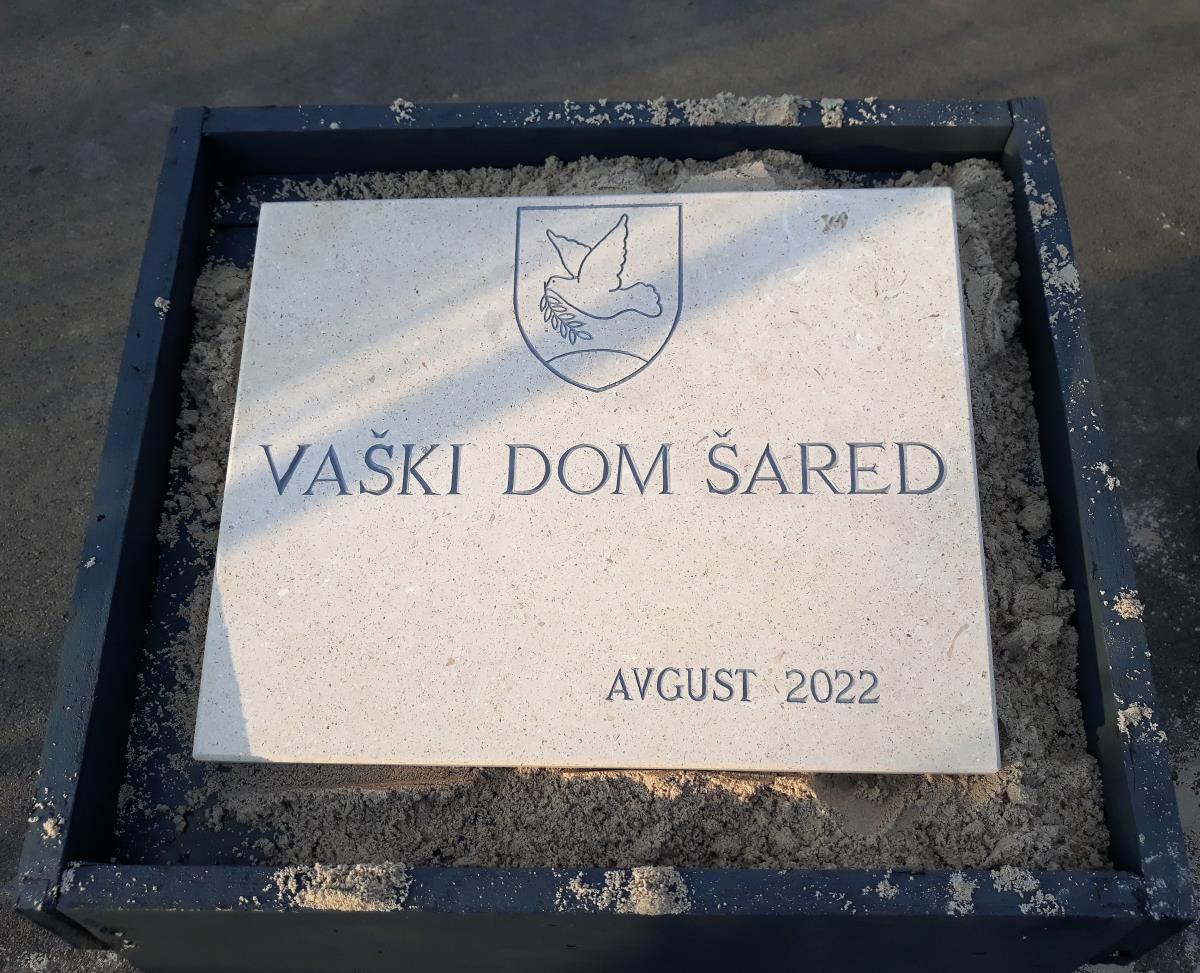 VAŠKI DOM ŠARED
AVGUST 2022